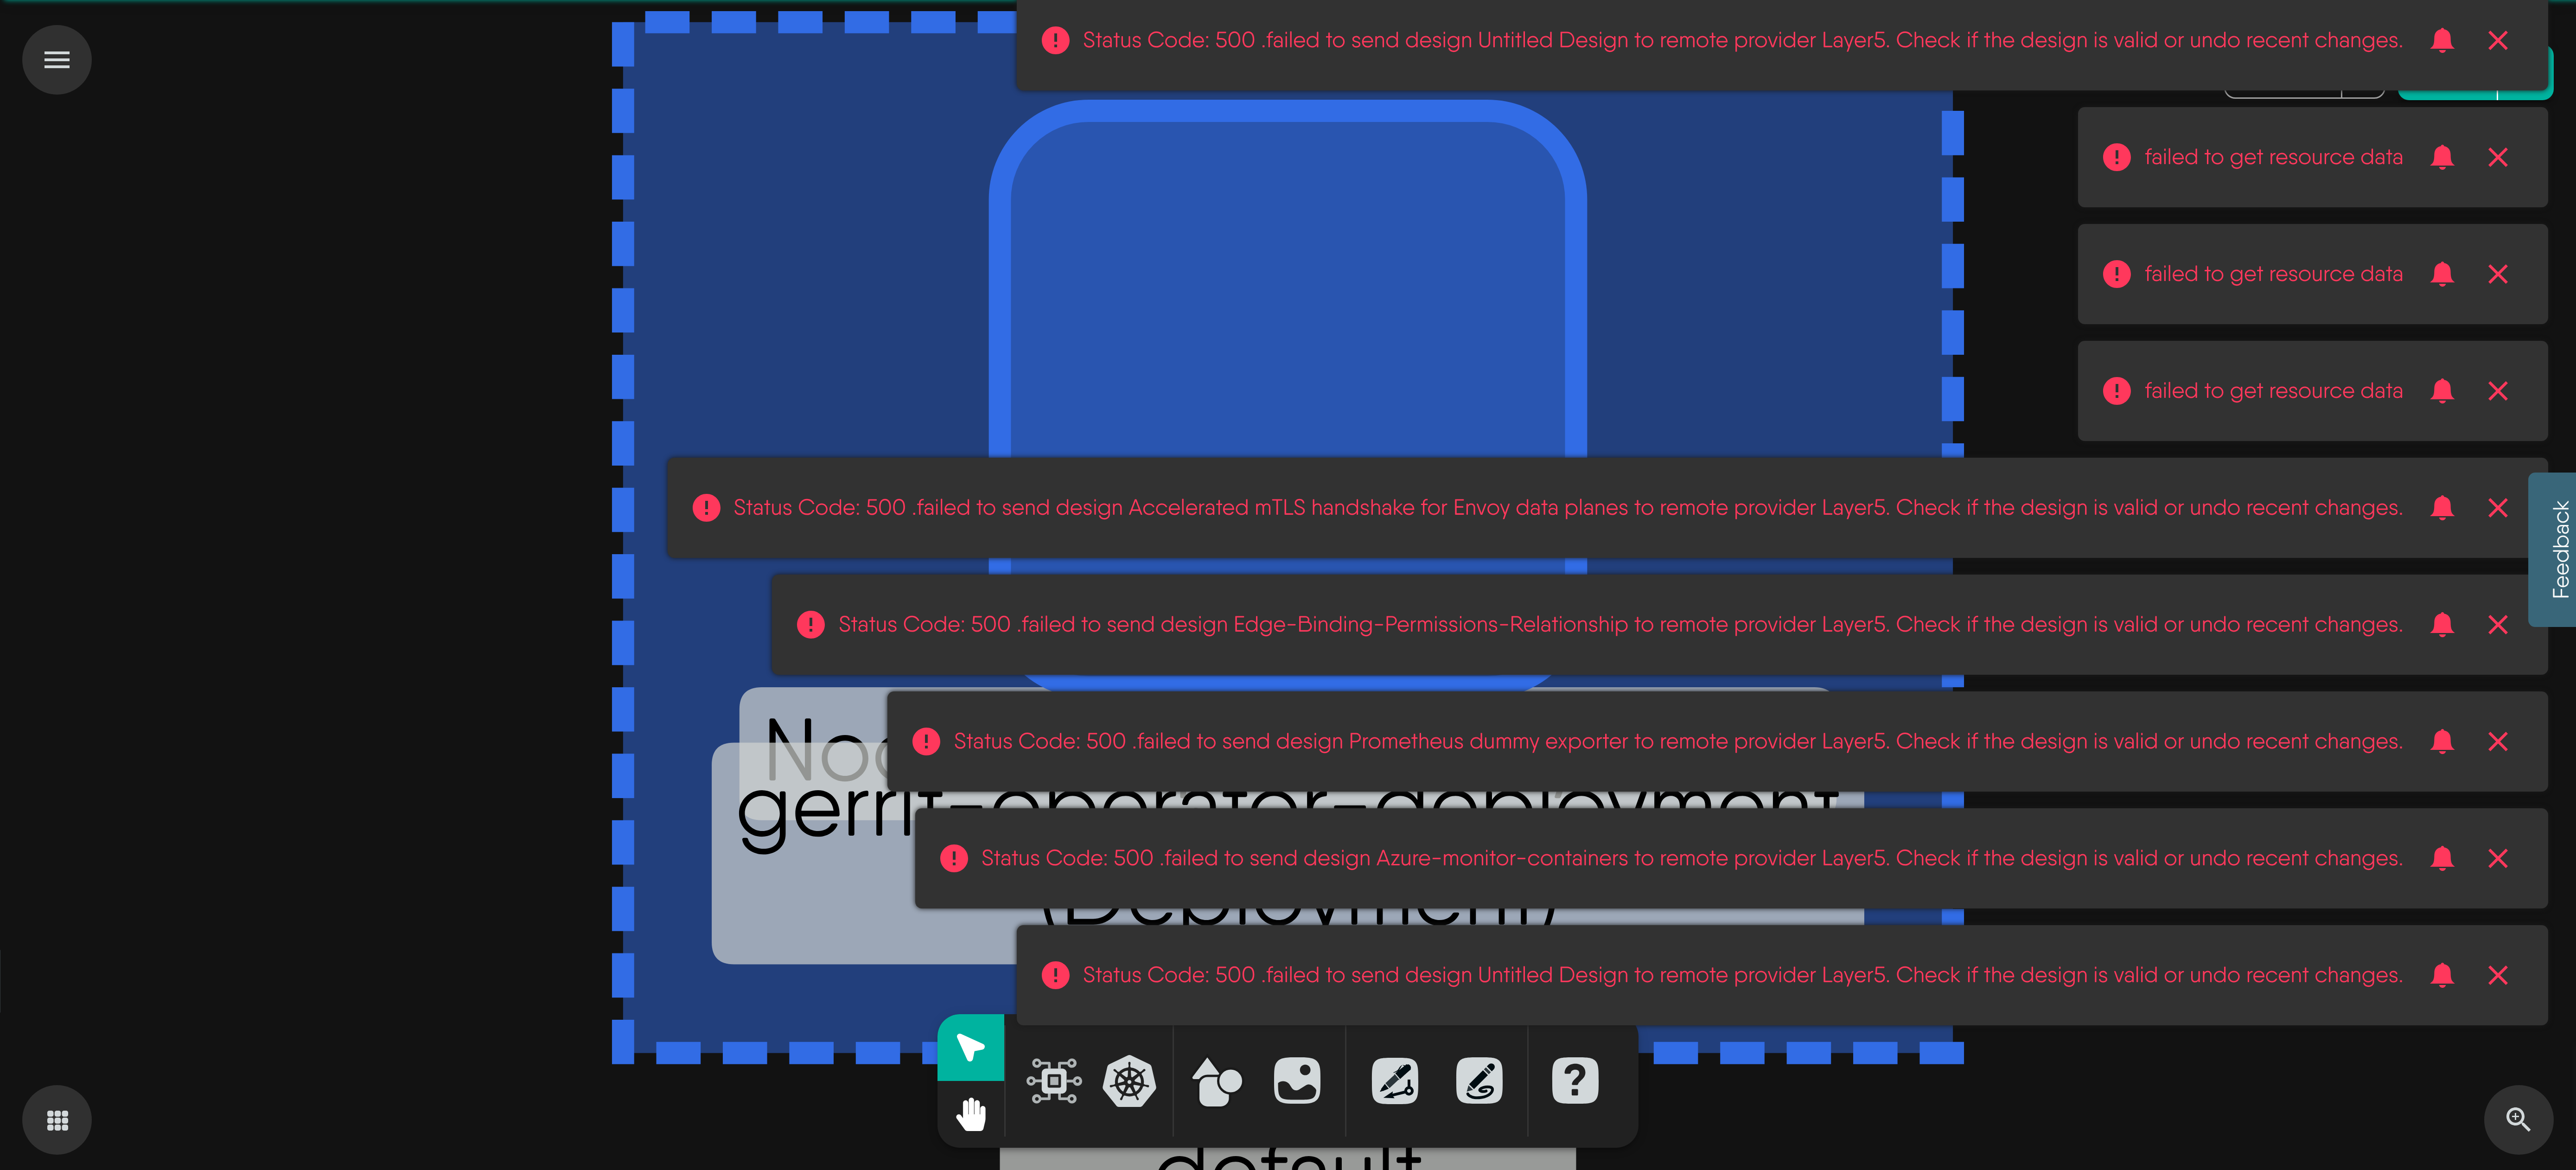 Status Code: 500 .failed to send design Untitled Design to remote provider Layer5. Check if the design is valid or undo recent changes.
failed to get resource data
failed to get resource data
failed to get resource data
Status Code: 500 .failed to send design Accelerated mTLS handshake for Envoy data planes to remote provider Layer5. Check if the design is valid or undo recent changes.
Feedback
Status Code: 500 .failed to send design Edge-Binding-Permissions-Relationship to remote provider Layer5. Check if the design is valid or undo recent changes.
Status Code: 500 .failed to send design Prometheus dummy exporter to remote provider Layer5. Check if the design is valid or undo recent changes.
gerrit-operator-deployment
Status Code: 500 .failed to send design Azure-monitor-containers to remote provider Layer5. Check if the design is valid or undo recent changes.
(Deployment)
Status Code: 500 .failed to send design Untitled Design to remote provider Layer5. Check if the design is valid or undo recent changes.
default